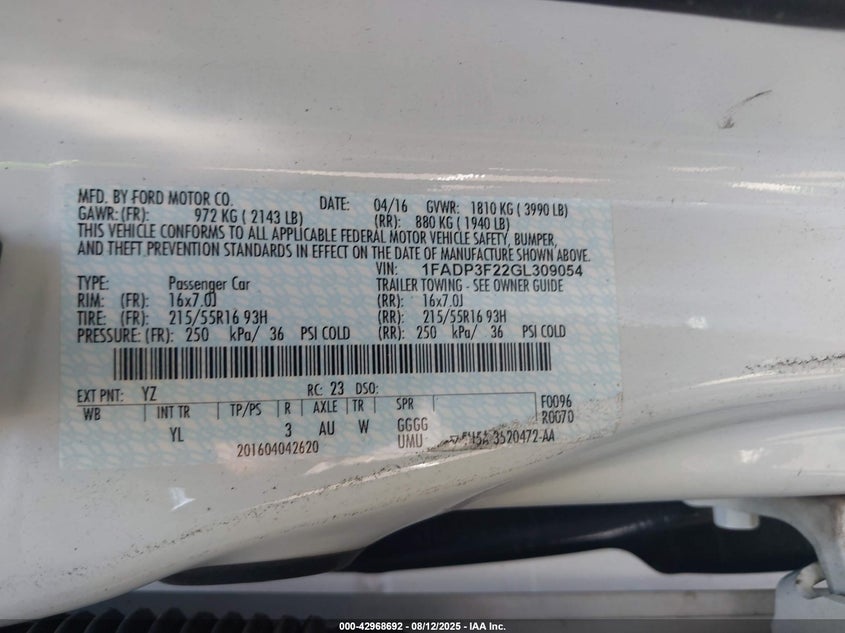 MFD. BY FORD MOTOR CO. DATE: 04/16 GVWR: 1810 KG ( 3990 LB)
GAWR: (FR): 972 KG ( 2143 LB) (RR): 880 KG ( 1940 LB)
THIS VEHICLE CONFORMS TO ALL APPLICABLE FEDERAL MOTOR VEHICLE SAFETY, BUMPER,
AND THEFT PREVENTION STANDARDS IN EFFECT ON THE DATE OF MANUFACTURE SHOWN ABOVE.
VIN: 1FADP3F22GL309054
TYPE: Passenger Car TRAILER TOWING - SEE OWNER GUIDE
RIM: (FR): 16x7.0J (RR): 16x7.0J
TIRE: (FR): 215/55R16 93H (RR): 215/55R16 93H
PRESSURE: (FR): 250 kPa/ 36 PSI COLD (RR): 250 kPa/ 36 PSI COLD
EXT PNT: YZ RC: 23 DSO:
WB INT TR TP/PS R AXLE TR SPR F0096
R0070
YL 3 AU W GGGG
UMU 3520472-AA
201604042620
000-42968692 - 08/12/2025 - IAA Inc.